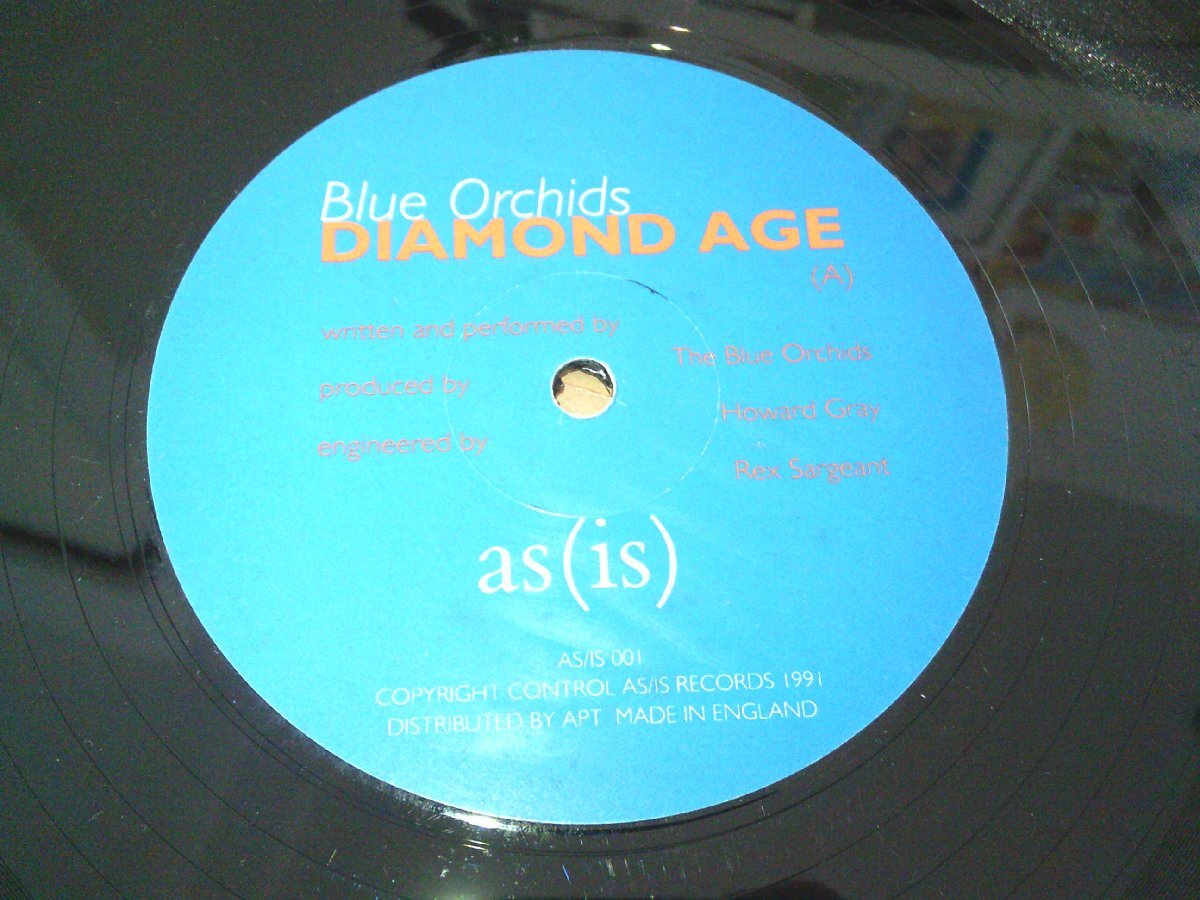 Blue Orchids
DIAMOND AGE
(A)
written and performed by
The Blue Orchids
produced by
Howard Gray
engineered by
Rex Sargeant
as(is)
AS/IS 001
COPYRIGHT CONTROL AS/IS RECORDS 1991
DISTRIBUTED BY APT MADE IN ENGLAND